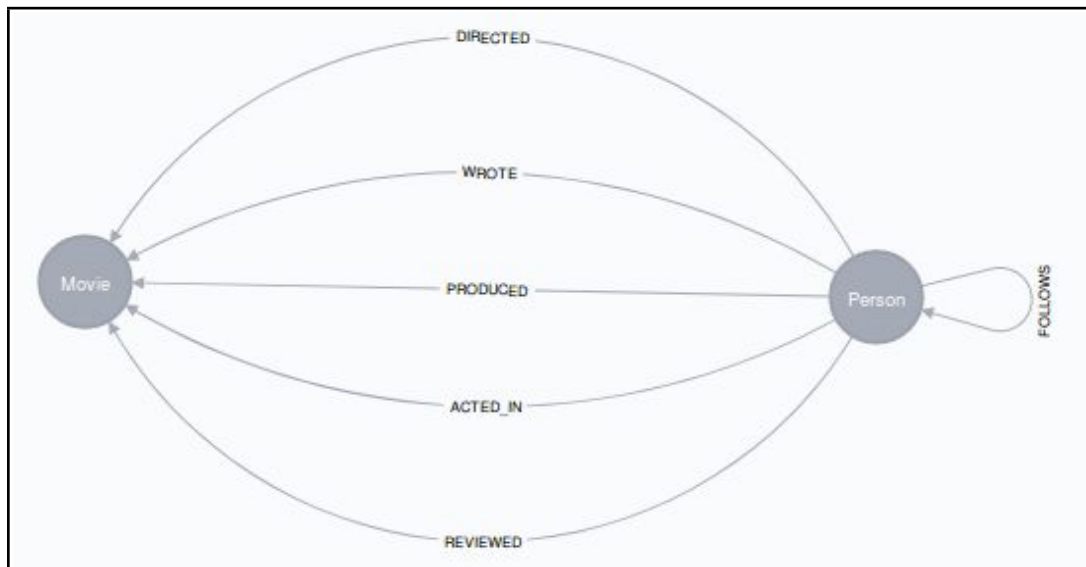 DIRECTED
WROTE
Movie
PRODUCED
Person
FOLLOWS
ACTED_IN
REVIEWED